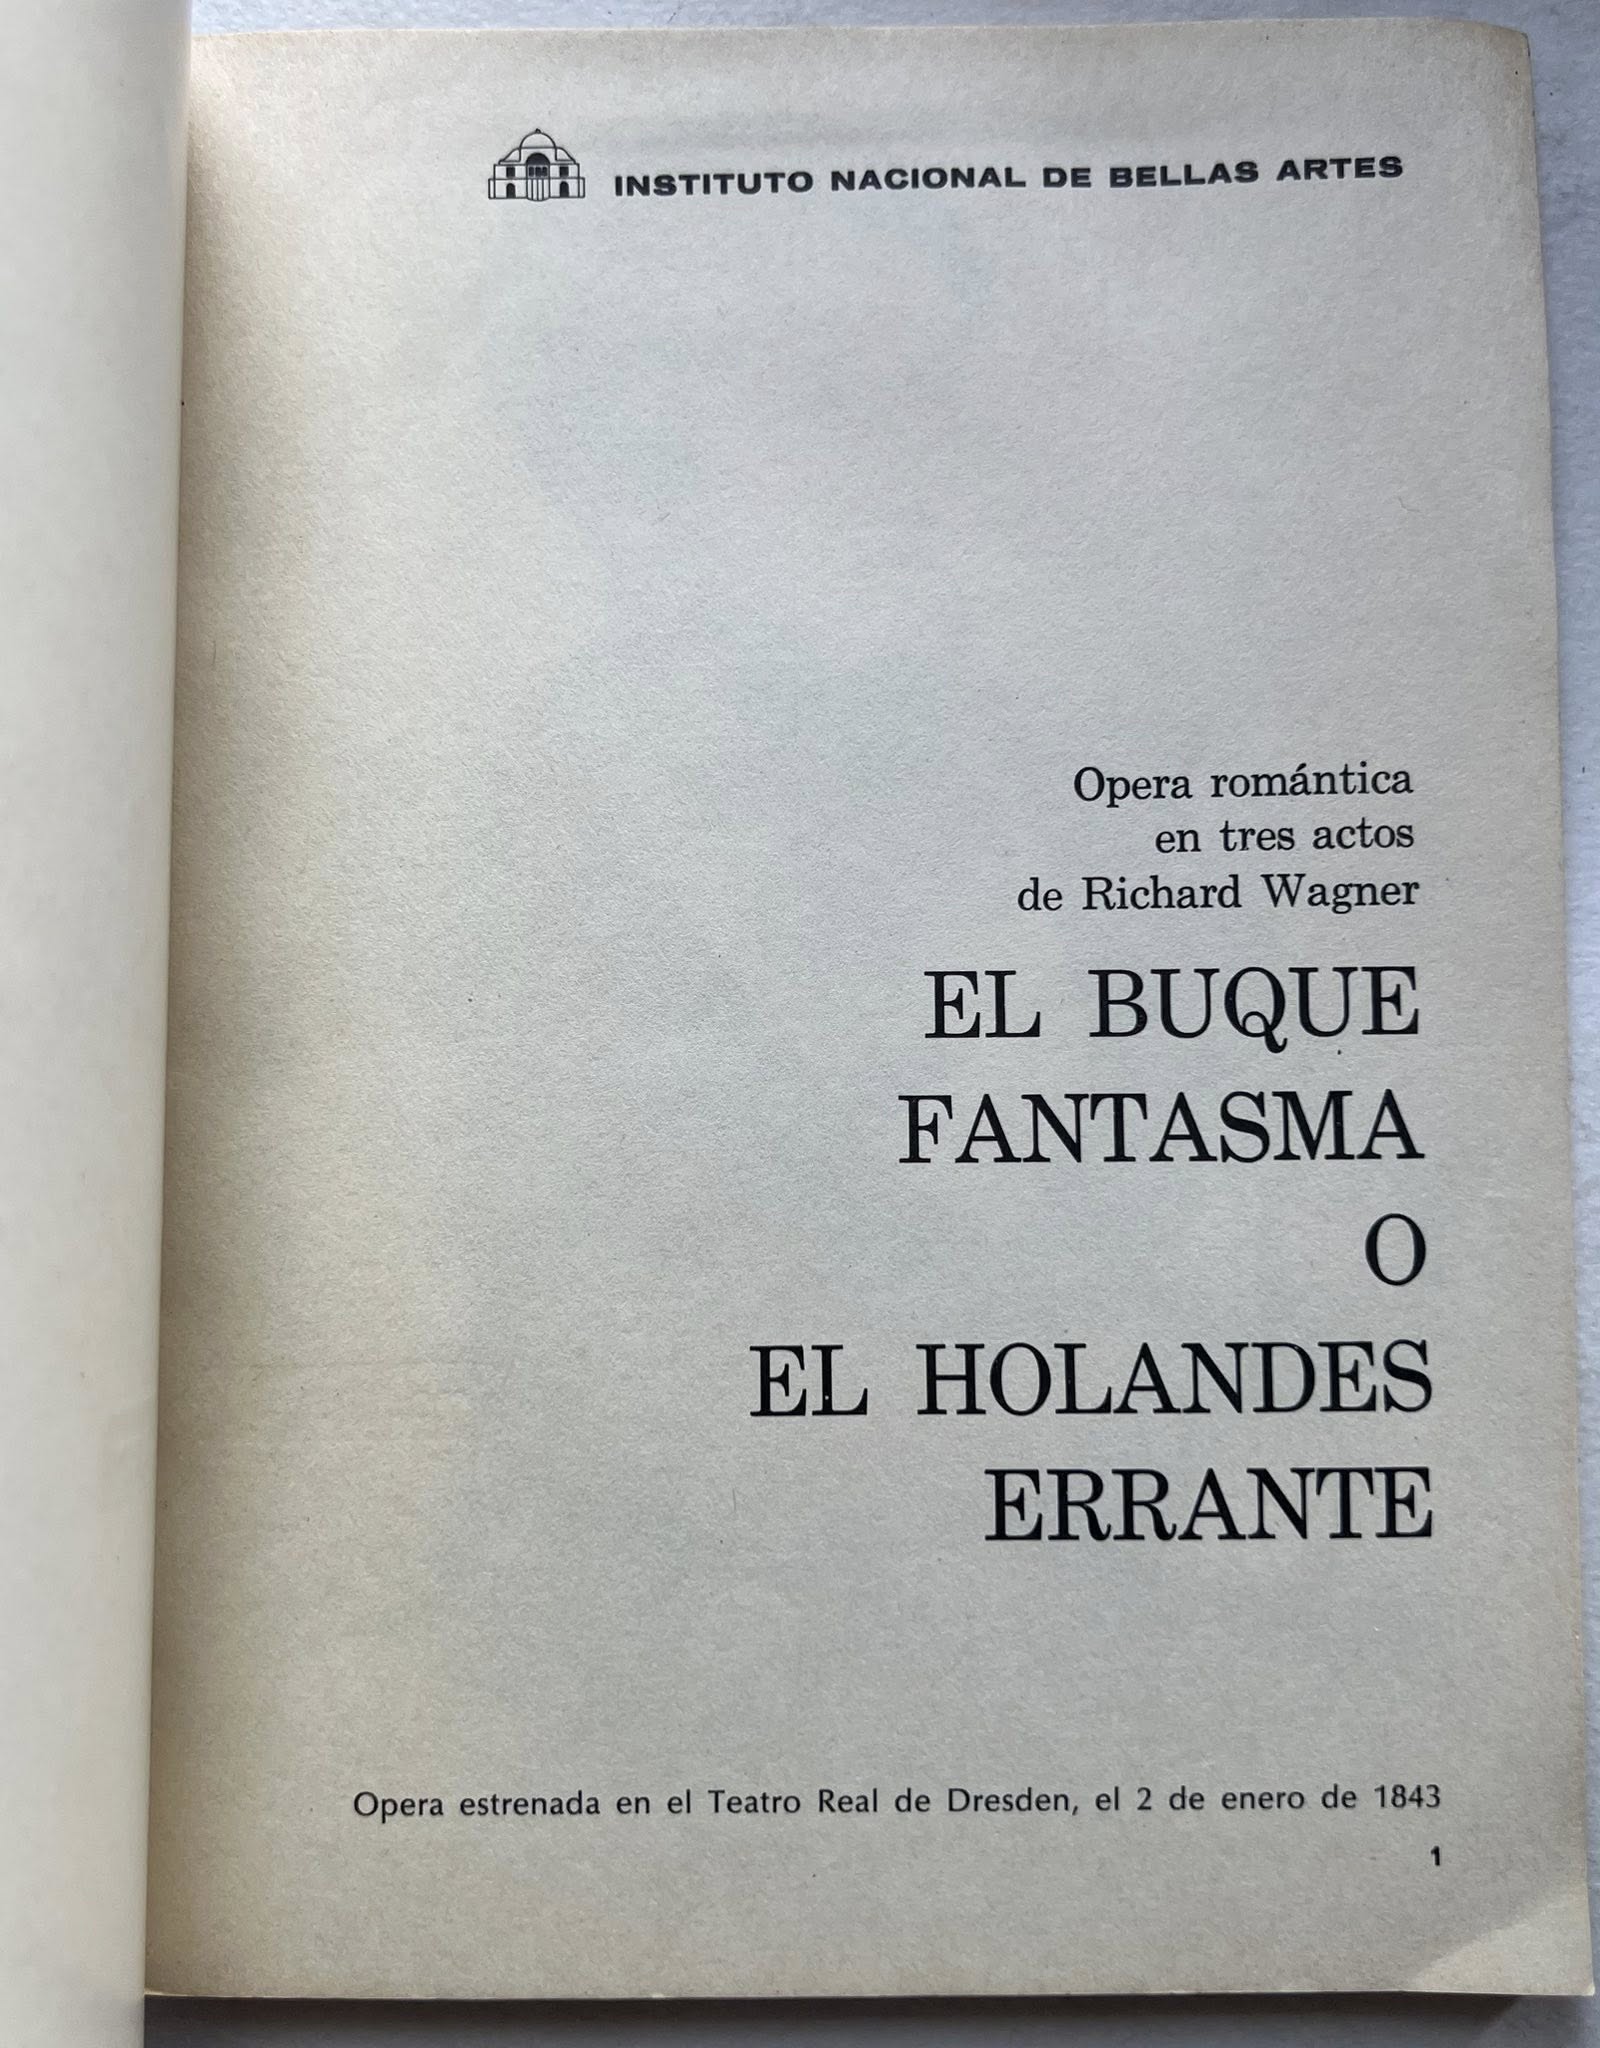 INSTITUTO NACIONAL DE BELLAS ARTES
Opera romántica
en tres actos
de Richard Wagner
EL BUQUE
FANTASMA
O
EL HOLANDES
ERRANTE
Opera estrenada en el Teatro Real de Dresden, el 2 de enero de 1843
1